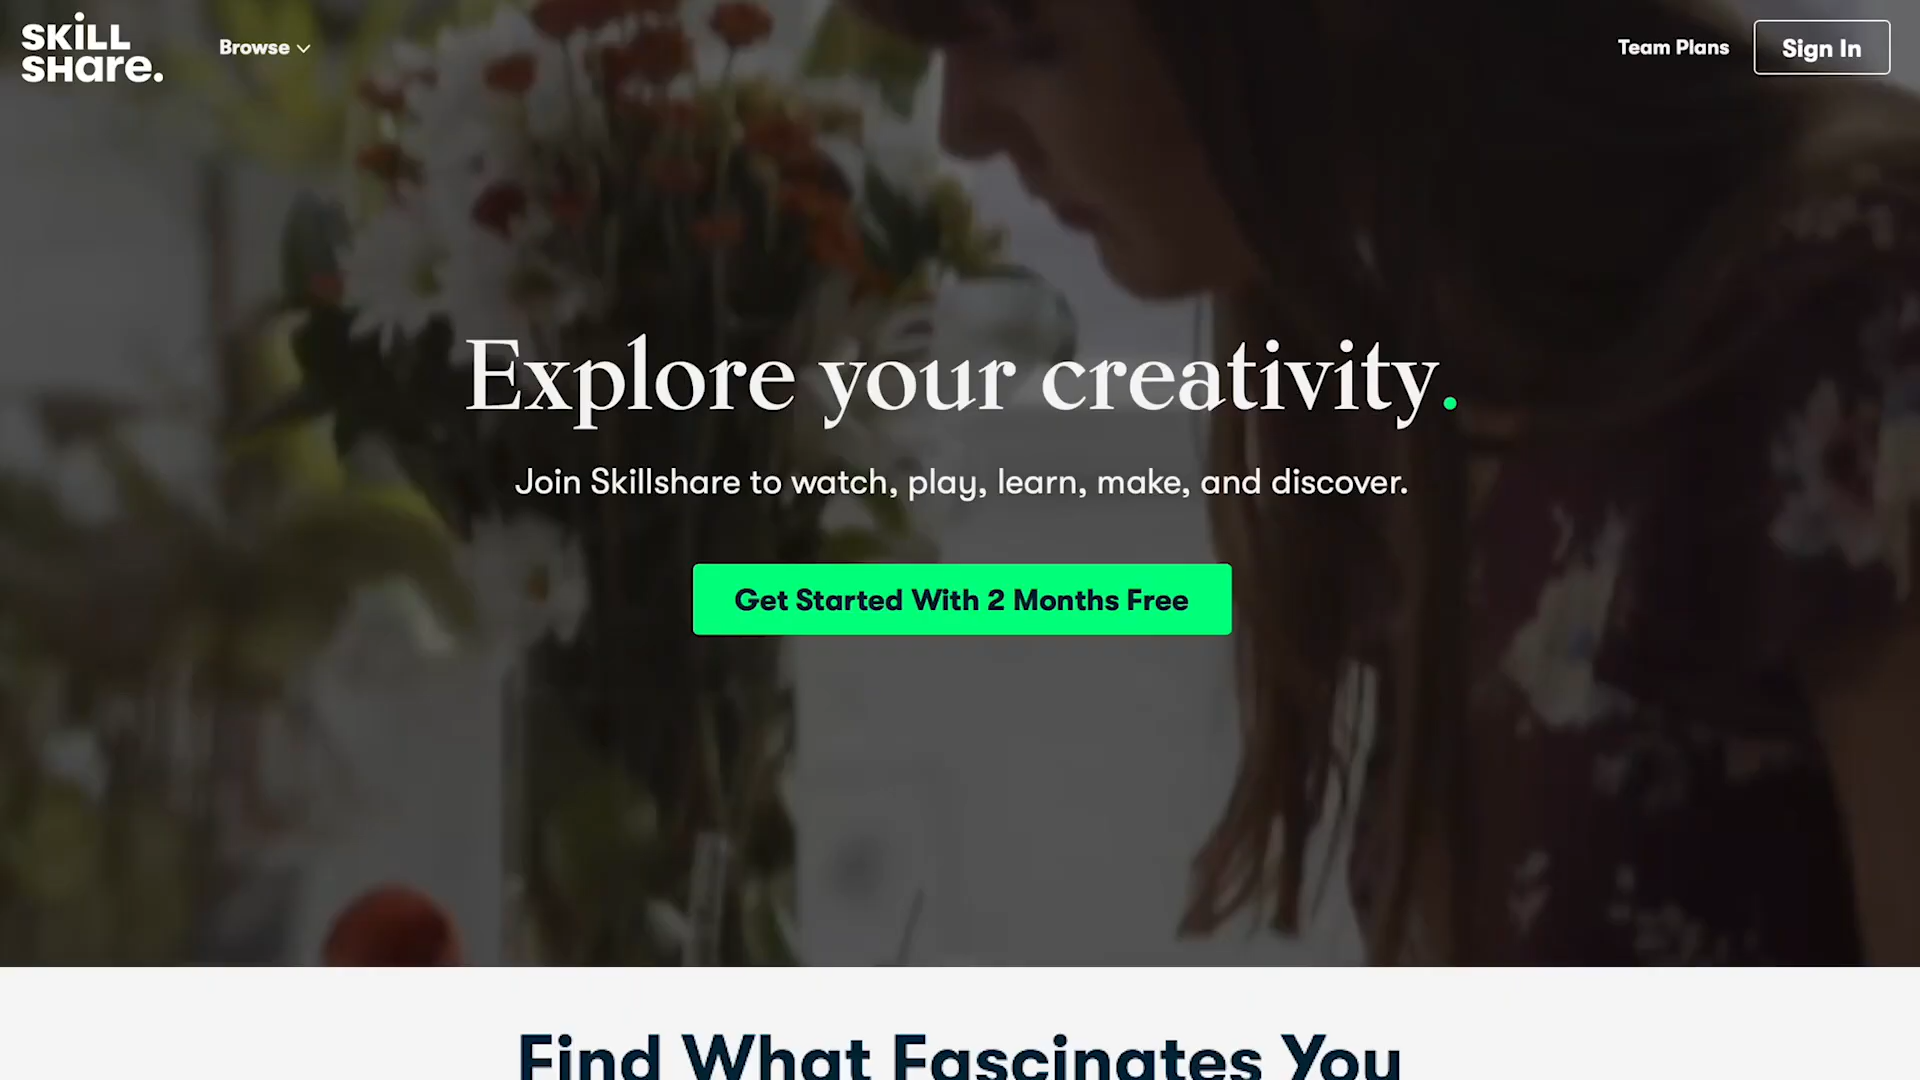 SKILL
SHare.
Browse
Team Plans
Sign In
Explore your creativity.
Join Skillshare to watch, play, learn, make, and discover.
Get Started With 2 Months Free
Find What Fascinates You